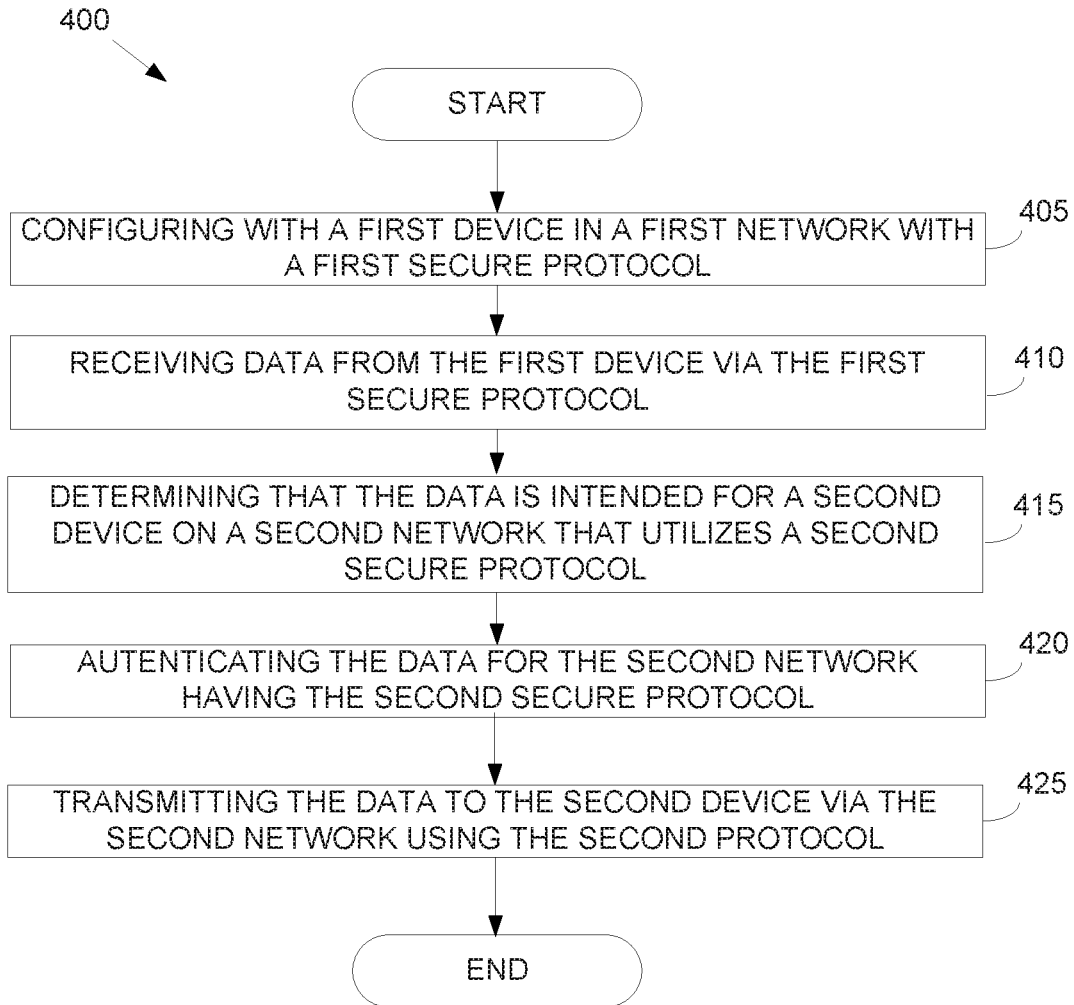 400
START
CONFIGURING WITH A FIRST DEVICE IN A FIRST NETWORK WITH
A FIRST SECURE PROTOCOL
405
RECEIVING DATA FROM THE FIRST DEVICE VIA THE FIRST
SECURE PROTOCOL
410
DETERMINING THAT THE DATA IS INTENDED FOR A SECOND
DEVICE ON A SECOND NETWORK THAT UTILIZES A SECOND
SECURE PROTOCOL
415
AUTENTICATING THE DATA FOR THE SECOND NETWORK
HAVING THE SECOND SECURE PROTOCOL
420
TRANSMITTING THE DATA TO THE SECOND DEVICE VIA THE
SECOND NETWORK USING THE SECOND PROTOCOL
425
END